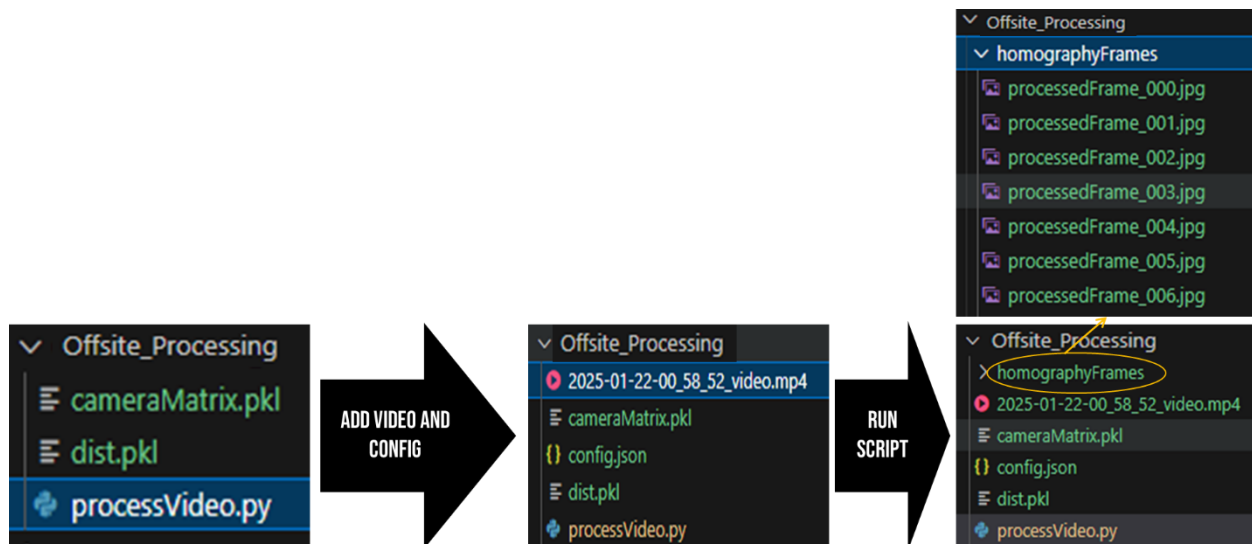 Offsite_Processing
cameraMatrix.pkl
dist.pkl
processVideo.py
ADD VIDEO AND
CONFIG
Offsite_Processing
2025-01-22-00_58_52_video.mp4
cameraMatrix.pkl
{} config.json
dist.pkl
processVideo.py
RUN
SCRIPT
Offsite_Processing
homographyFrames
processedFrame_000.jpg
processedFrame_001.jpg
processedFrame_002.jpg
processedFrame_003.jpg
processedFrame_004.jpg
processedFrame_005.jpg
processedFrame_006.jpg
Offsite_Processing
homographyFrames
2025-01-22-00_58_52_video.mp4
cameraMatrix.pkl
{} config.json
dist.pkl
processVideo.py